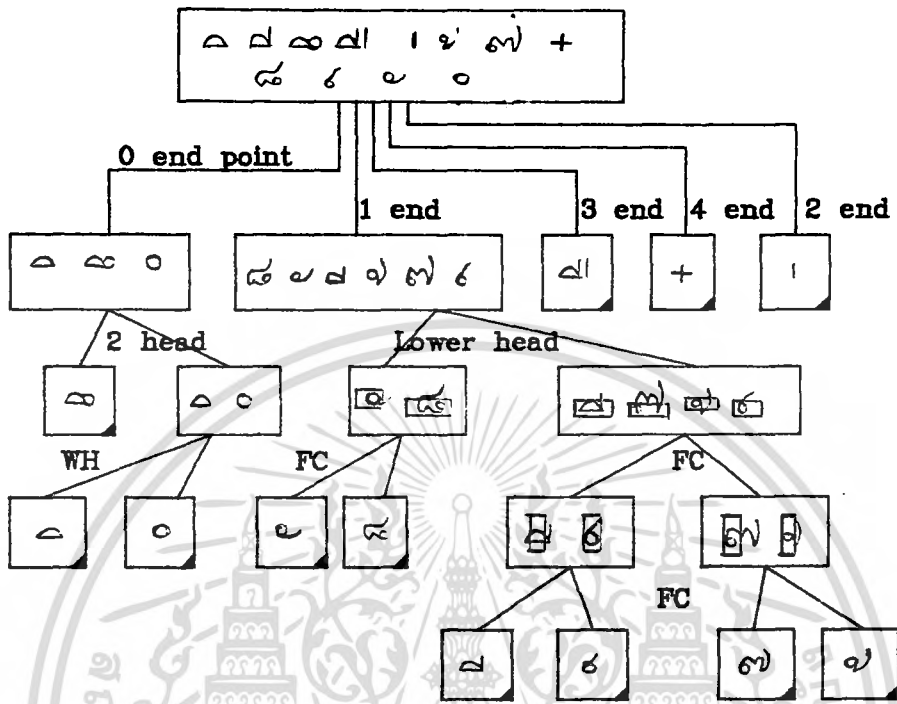 ิ ี ึ ื ่ ้ ๊ ๋
็ ์ ั ํ
0 end point
1 end 3 end 4 end 2 end
ิ ึ ํ ็ ั ี ้ ๊ ์ ื ๋ ่
2 head Lower head
ึ ิ ํ ั ็ ี ๊ ้ ์
WH FC FC
ิ ํ ั ็ ี ์ ๊ ้
FC
ี ์ ๊ ้